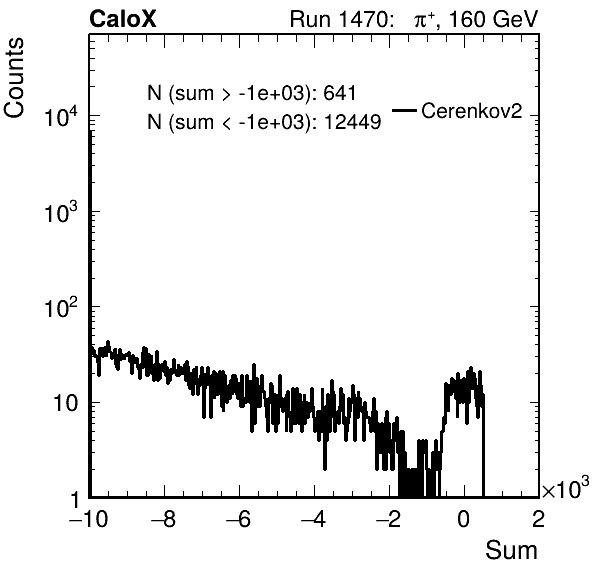 CaloX Run 1470: π⁺, 160 GeV
Counts
N (sum > -1e+03): 641
N (sum < -1e+03): 12449
Cerenkov2
10⁴
10³
10²
10
1
−10 −8 −6 −4 −2 0 2
×10³
Sum